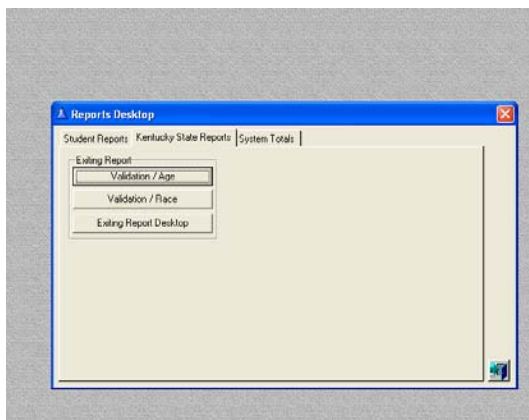 Reports Desktop
Student Reports Kentucky State Reports System Totals
Exiting Report
Validation / Age
Validation / Race
Exiting Report Desktop